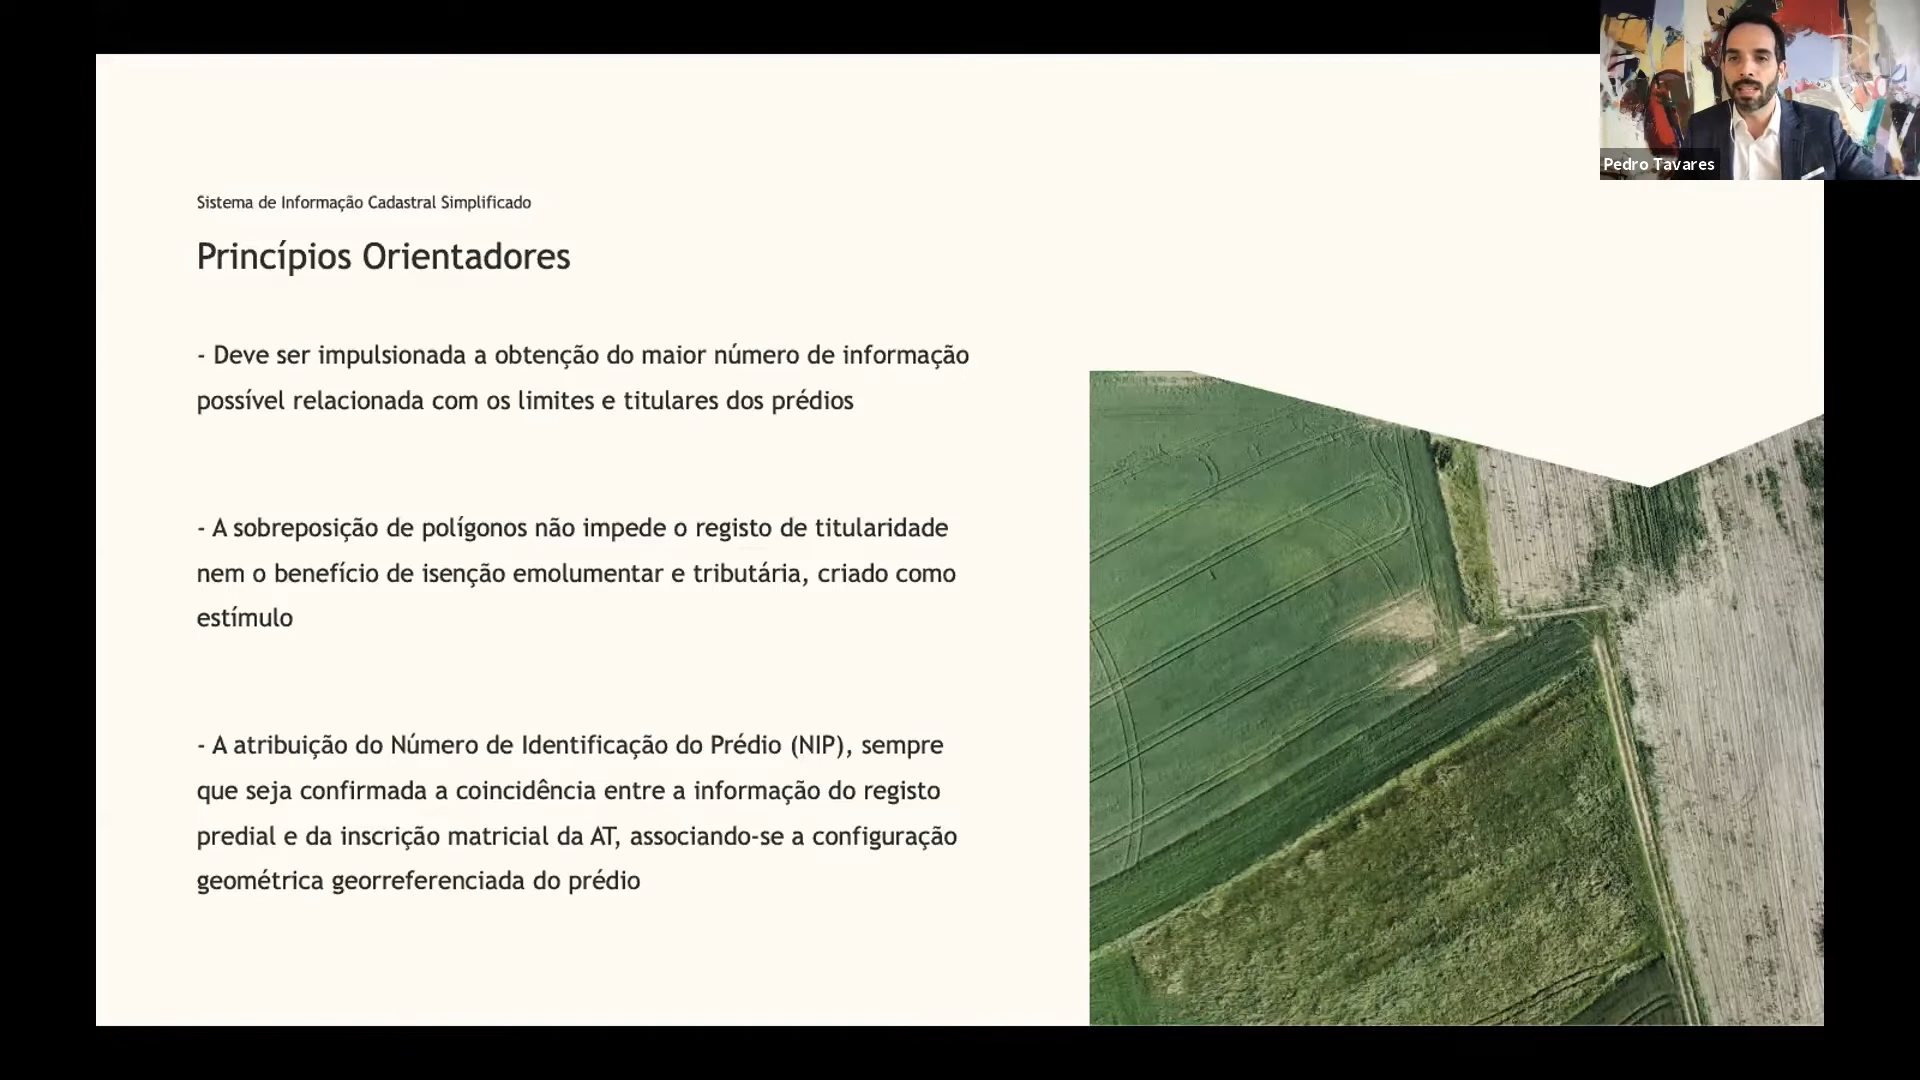 Pedro Tavares
Sistema de Informação Cadastral Simplificado
Princípios Orientadores
- Deve ser impulsionada a obtenção do maior número de informação
possível relacionada com os limites e titulares dos prédios
- A sobreposição de polígonos não impede o registo de titularidade
nem o benefício de isenção emolumentar e tributária, criado como
estímulo
- A atribuição do Número de Identificação do Prédio (NIP), sempre
que seja confirmada a coincidência entre a informação do registo
predial e da inscrição matricial da AT, associando-se a configuração
geométrica georreferenciada do prédio